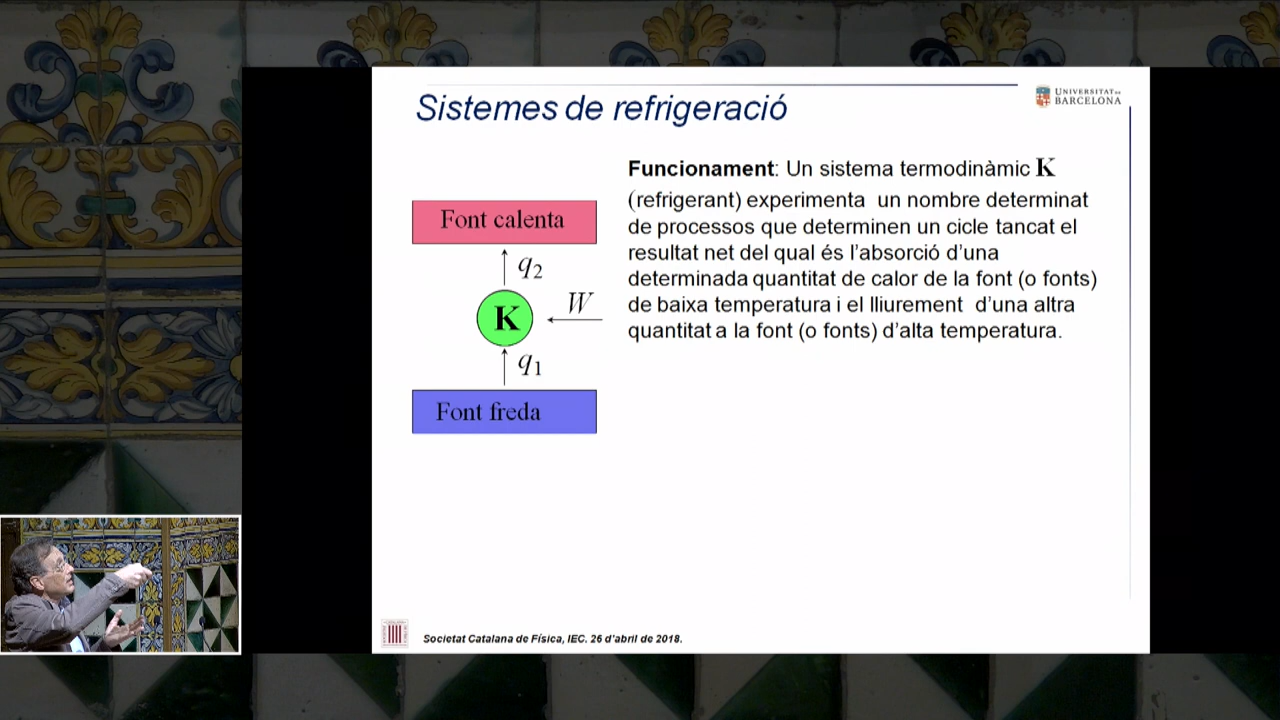 Sistemes de refrigeració
UNIVERSITAT DE
BARCELONA
Funcionament: Un sistema termodinàmic K
(refrigerant) experimenta un nombre determinat
de processos que determinen un cicle tancat el
resultat net del qual és l’absorció d’una
determinada quantitat de calor de la font (o fonts)
de baixa temperatura i el lliurement d’una altra
quantitat a la font (o fonts) d’alta temperatura.
Font calenta
q2
W
K
q1
Font freda
Societat Catalana de Física, IEC. 26 d’abril de 2018.